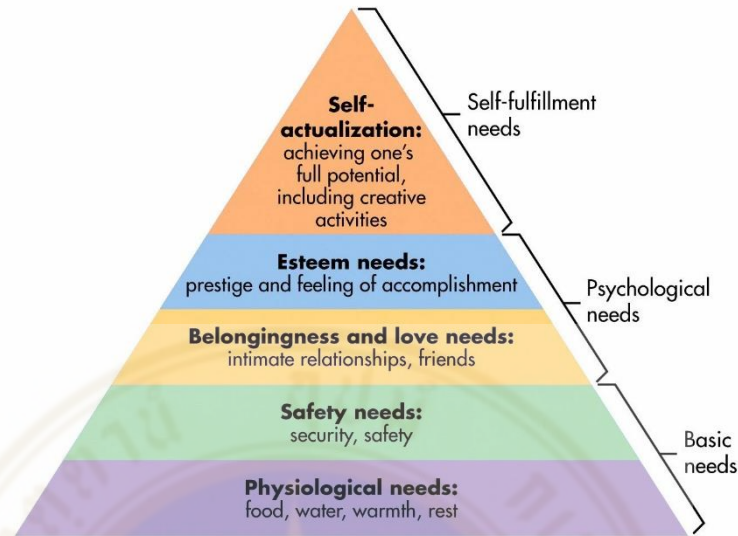 Self-
actualization:
achieving one's
full potential,
including creative
activities
Self-fulfillment
needs
Esteem needs:
prestige and feeling of accomplishment
Psychological
needs
Belongingness and love needs:
intimate relationships, friends
Safety needs:
security, safety
Basic
needs
Physiological needs:
food, water, warmth, rest